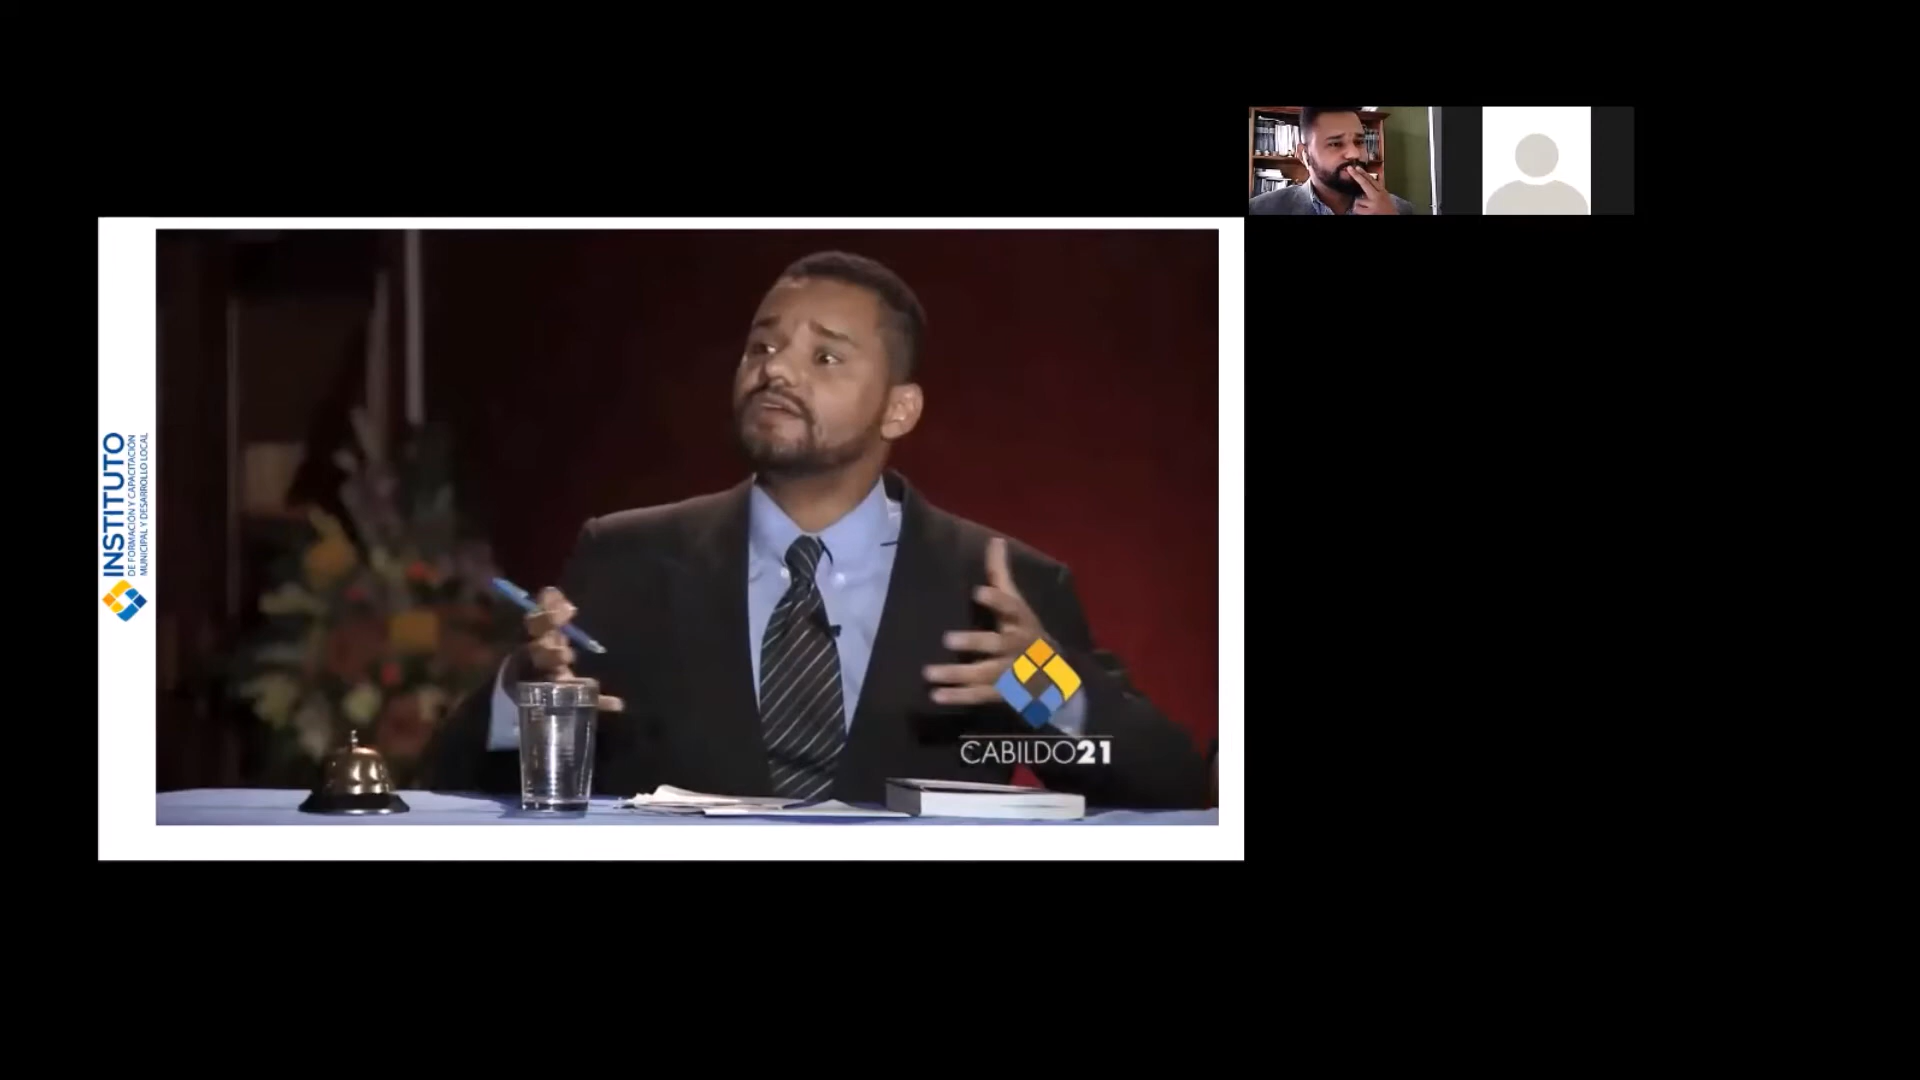 INSTITUTO
DE FORMACIÓN Y CAPACITACIÓN
MUNICIPAL Y DESARROLLO LOCAL
CABILDO21